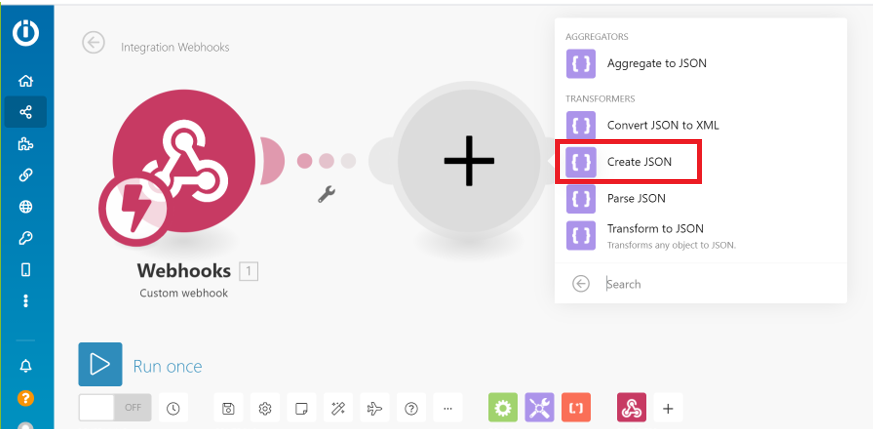 Integration Webhooks
AGGREGATORS
Aggregate to JSON
TRANSFORMERS
Convert JSON to XML
Create JSON
Parse JSON
Transform to JSON
Transforms any object to JSON.
Search
Webhooks 1
Custom webhook
Run once
OFF